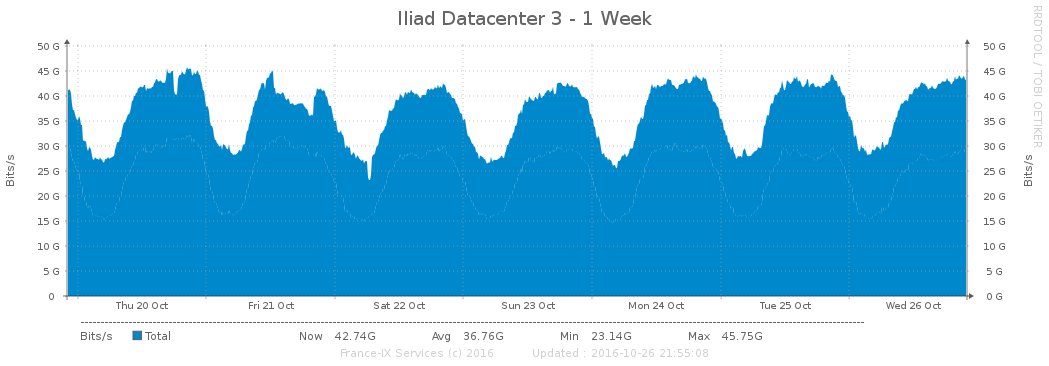 Iliad Datacenter 3 - 1 Week
RRDTOOL / TOBI OETIKER
Bits/s
50 G
45 G
40 G
35 G
30 G
25 G
20 G
15 G
10 G
5 G
0
50 G
45 G
40 G
35 G
30 G
25 G
20 G
15 G
10 G
5 G
0 G
Bits/s
Thu 20 Oct Fri 21 Oct Sat 22 Oct Sun 23 Oct Mon 24 Oct Tue 25 Oct Wed 26 Oct
Bits/s Total Now 42.74G Avg 36.76G Min 23.14G Max 45.75G
France-IX Services (c) 2016 Updated : 2016-10-26 21:55:08